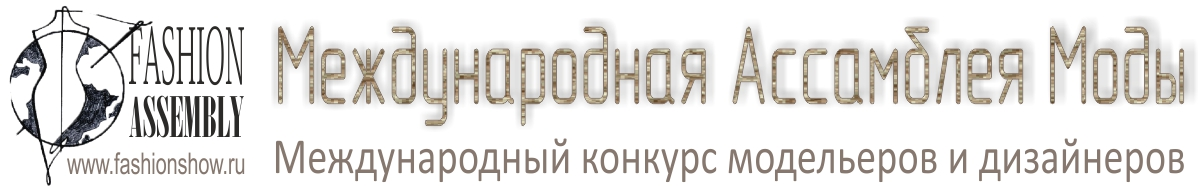 FASHION
ASSEMBLY
www.fashionshow.ru
Международная Ассамблея Моды
Международный конкурс модельеров и дизайнеров